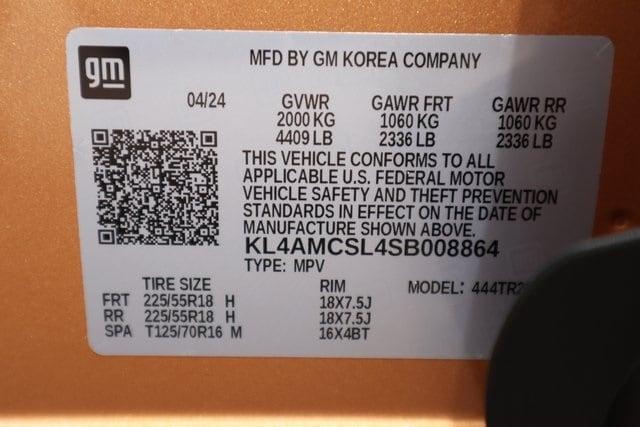 gm
MFD BY GM KOREA COMPANY
04/24 GVWR GAWR FRT GAWR RR
2000 KG 1060 KG 1060 KG
4409 LB 2336 LB 2336 LB
THIS VEHICLE CONFORMS TO ALL
APPLICABLE U.S. FEDERAL MOTOR
VEHICLE SAFETY AND THEFT PREVENTION
STANDARDS IN EFFECT ON THE DATE OF
MANUFACTURE SHOWN ABOVE.
KL4AMCSL4SB008864
TYPE: MPV
TIRE SIZE RIM MODEL: 444TR2
FRT 225/55R18 H 18X7.5J
RR 225/55R18 H 18X7.5J
SPA T125/70R16 M 16X4BT